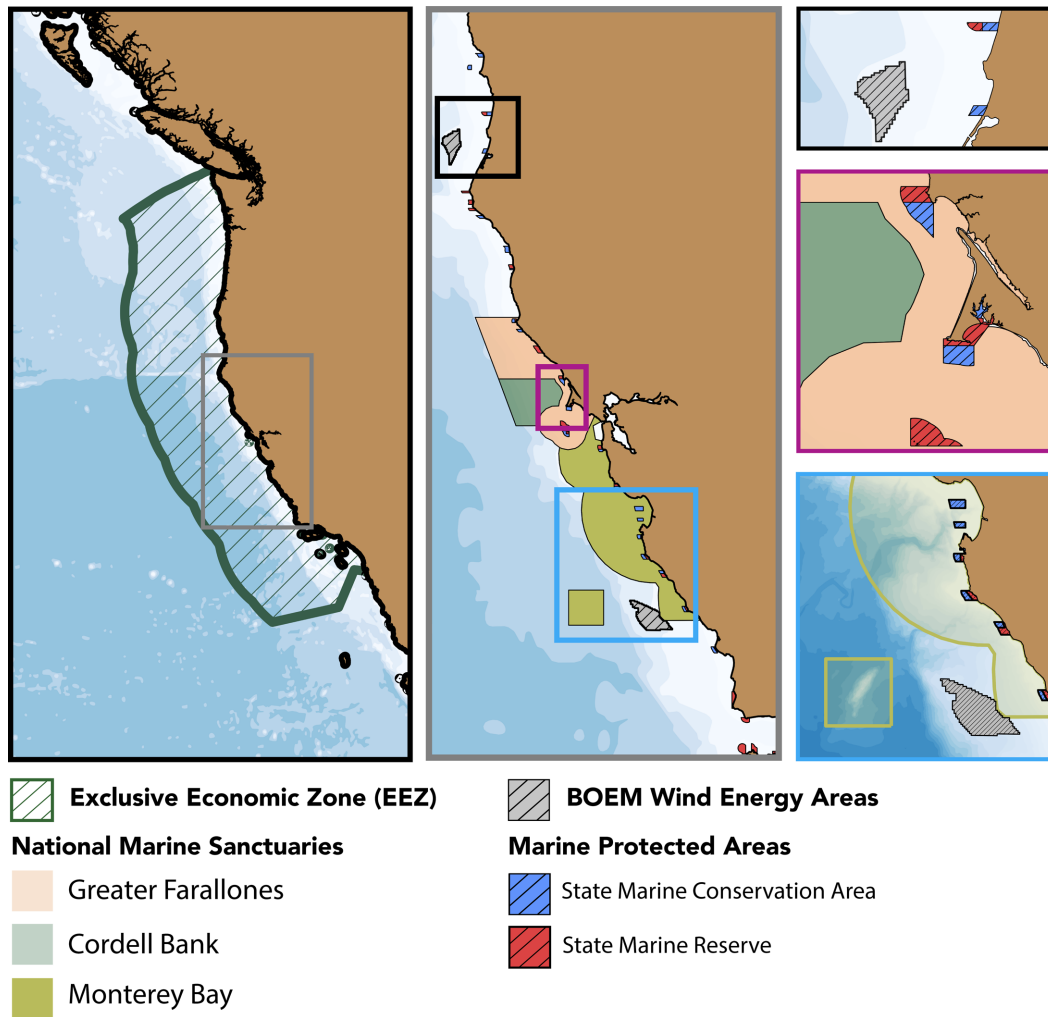 Exclusive Economic Zone (EEZ)
National Marine Sanctuaries
Greater Farallones
Cordell Bank
Monterey Bay
BOEM Wind Energy Areas
Marine Protected Areas
State Marine Conservation Area
State Marine Reserve